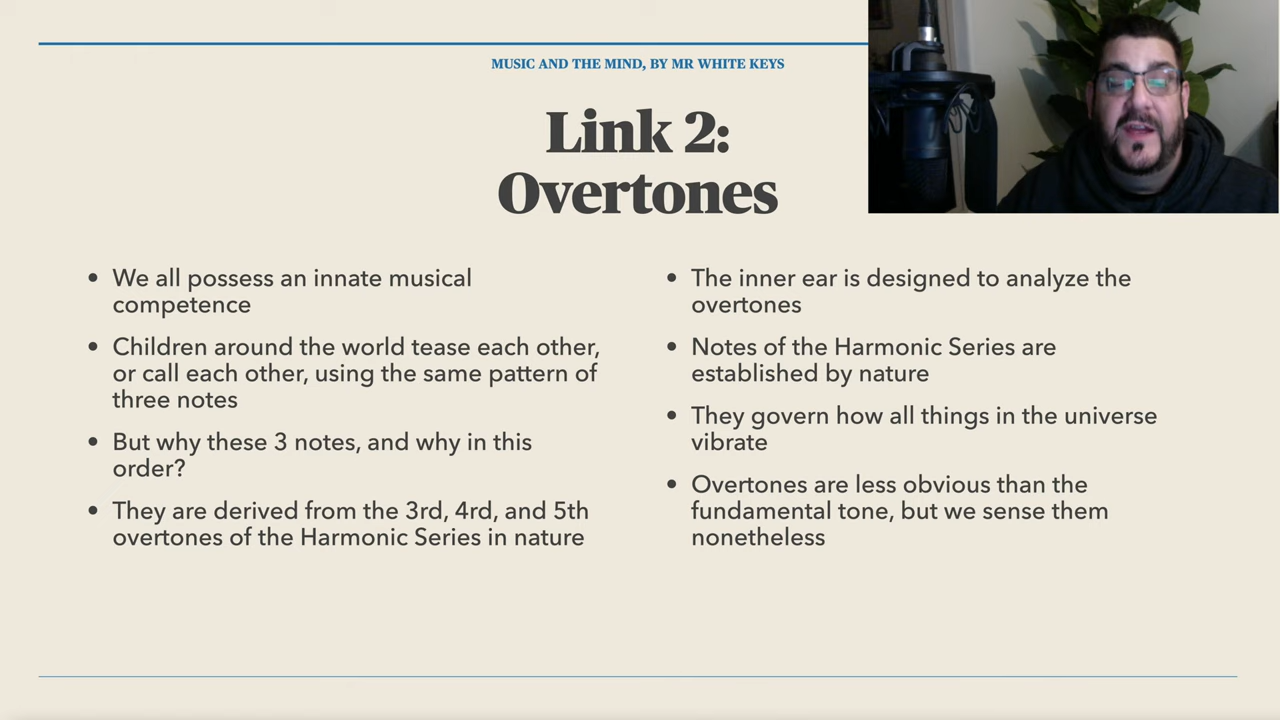 MUSIC AND THE MIND, BY MR WHITE KEYS
Link 2:
Overtones
• We all possess an innate musical
competence
• Children around the world tease each other,
or call each other, using the same pattern of
three notes
• But why these 3 notes, and why in this
order?
• They are derived from the 3rd, 4rd, and 5th
overtones of the Harmonic Series in nature
• The inner ear is designed to analyze the
overtones
• Notes of the Harmonic Series are
established by nature
• They govern how all things in the universe
vibrate
• Overtones are less obvious than the
fundamental tone, but we sense them
nonetheless